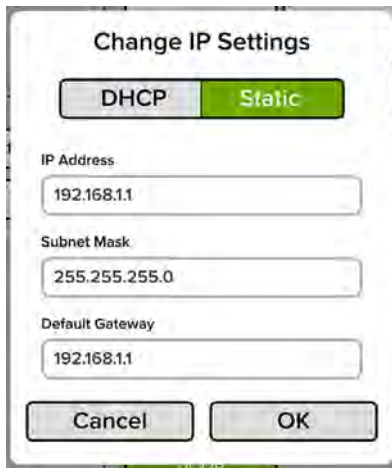 Change IP Settings
DHCP Static
IP Address
192.168.1.1
Subnet Mask
255.255.255.0
Default Gateway
192.168.1.1
Cancel OK